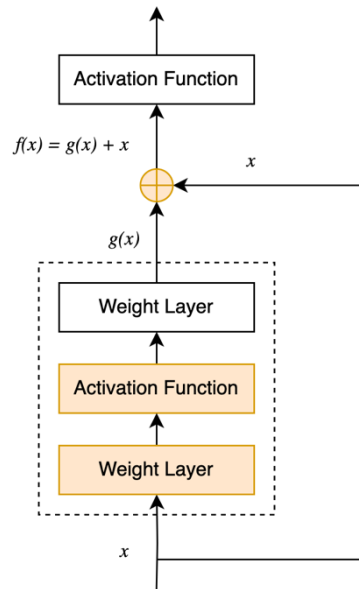 Activation Function
f(x) = g(x) + x
x
g(x)
Weight Layer
Activation Function
Weight Layer
x